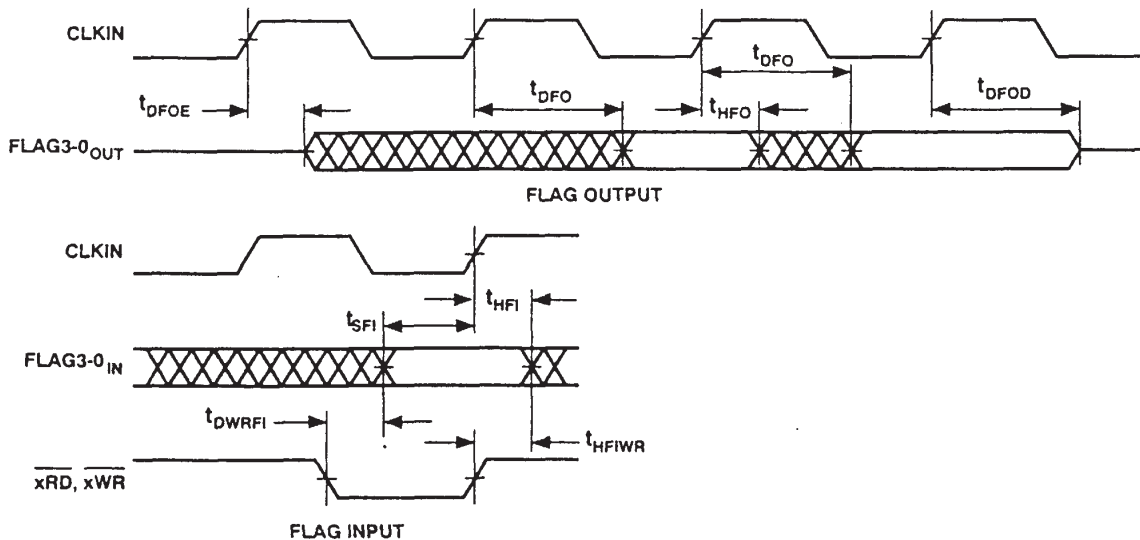 CLKIN
tDFO
tDFOE
tDFO
tHFO
tDFOD
FLAG3-0OUT
FLAG OUTPUT
CLKIN
tHFI
tSFI
FLAG3-0IN
tDWRFI
tHFIWR
xRD, xWR
FLAG INPUT